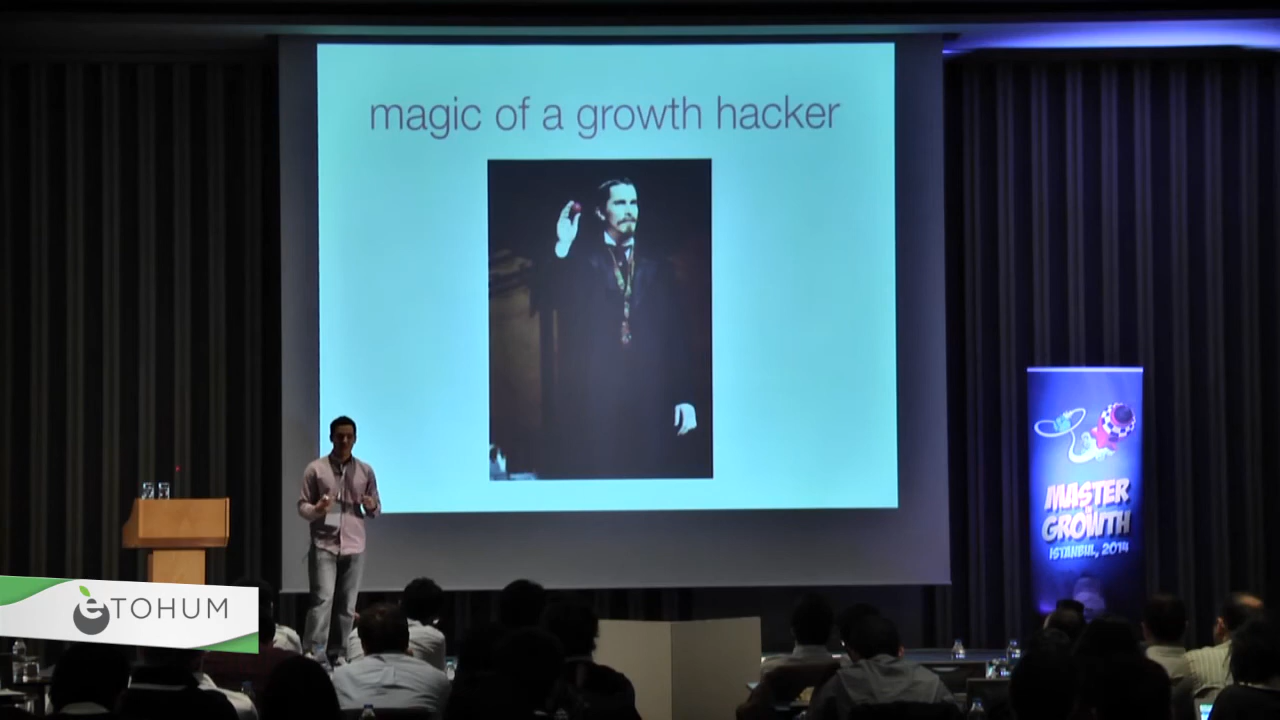 magic of a growth hacker
MASTER
GROWTH
ISTANBUL, 2014
eTOHUM